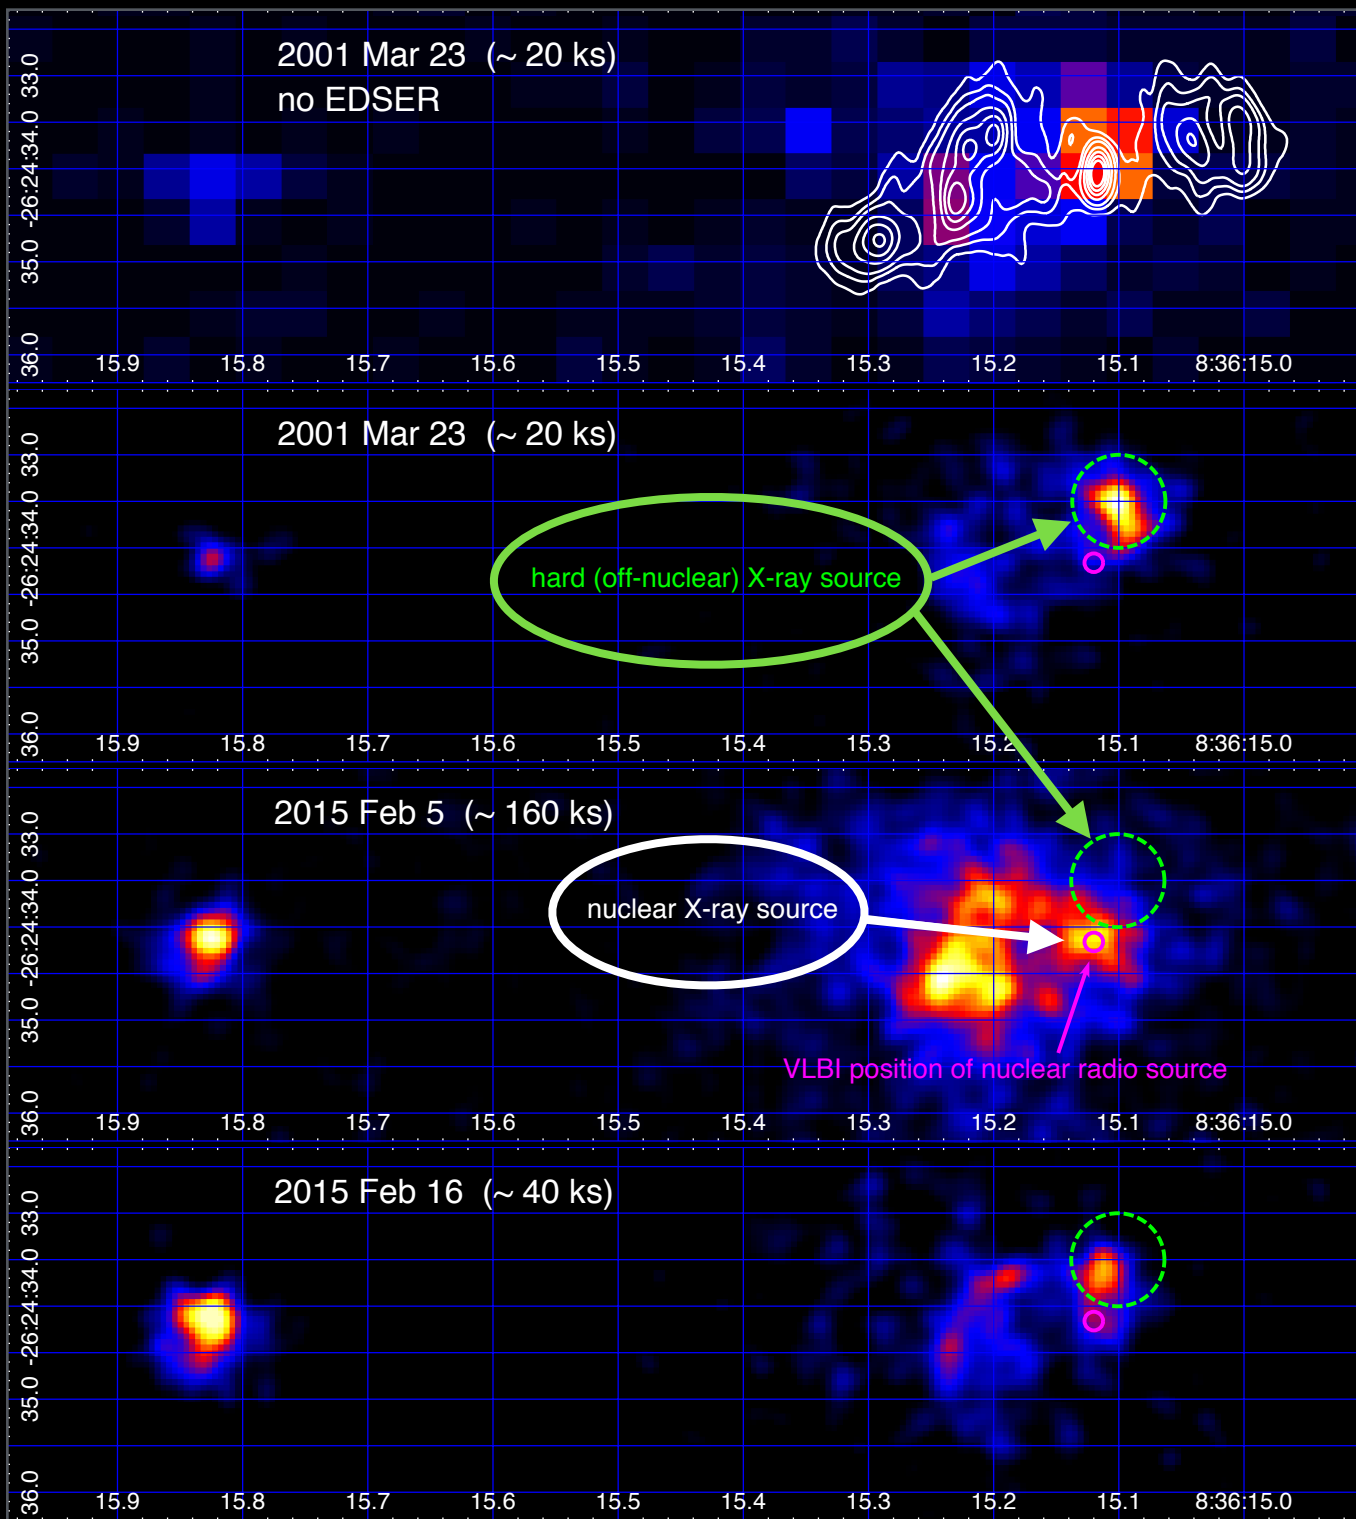 2001 Mar 23 (~ 20 ks)
no EDSER
33.0
-26:24:34.0
35.0
36.0
15.9 15.8 15.7 15.6 15.5 15.4 15.3 15.2 15.1 8:36:15.0
2001 Mar 23 (~ 20 ks)
hard (off-nuclear) X-ray source
33.0
-26:24:34.0
35.0
36.0
15.9 15.8 15.7 15.6 15.5 15.4 15.3 15.2 15.1 8:36:15.0
2015 Feb 5 (~ 160 ks)
nuclear X-ray source
VLBI position of nuclear radio source
33.0
-26:24:34.0
35.0
36.0
15.9 15.8 15.7 15.6 15.5 15.4 15.3 15.2 15.1 8:36:15.0
2015 Feb 16 (~ 40 ks)
33.0
-26:24:34.0
35.0
36.0
15.9 15.8 15.7 15.6 15.5 15.4 15.3 15.2 15.1 8:36:15.0